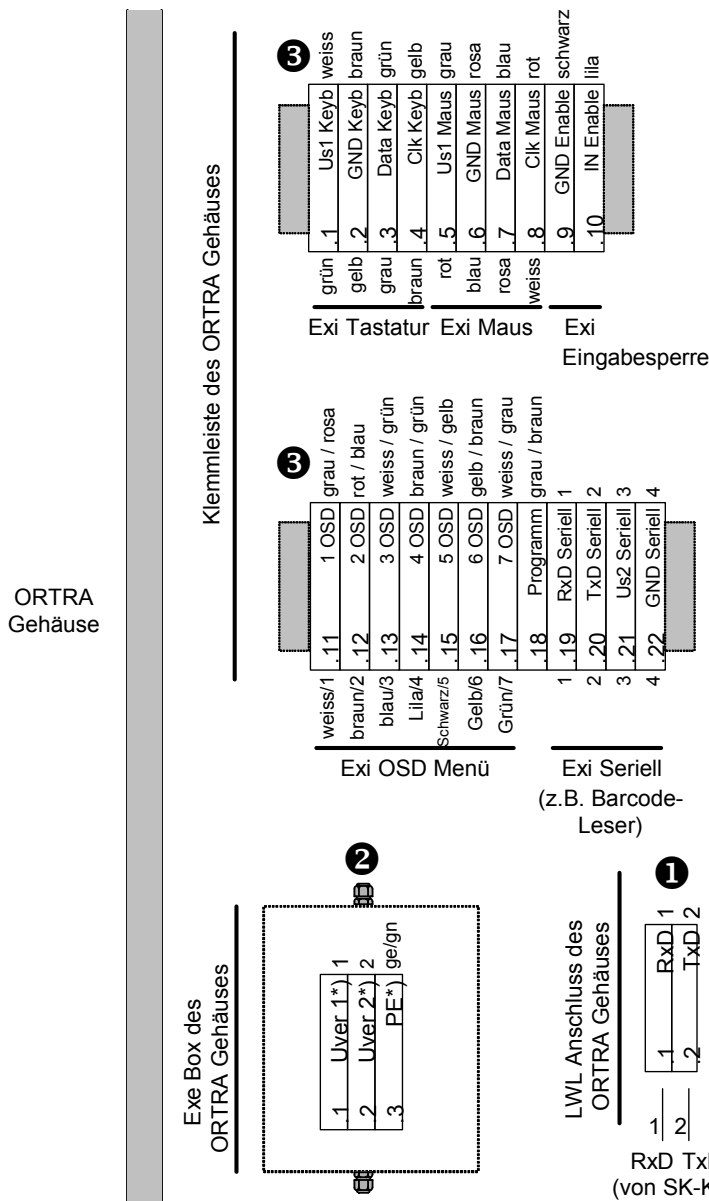 ORTRA
Gehäuse
Klemmleiste des ORTRA Gehäuses
❸
weiss
braun
grün
gelb
grau
rosa
blau
rot
schwarz
lila
.1 Us1 Keyb
.2 GND Keyb
.3 Data Keyb
.4 Clk Keyb
.5 Us1 Maus
.6 GND Maus
.7 Data Maus
.8 Clk Maus
.9 GND Enable
.10 IN Enable
grün
gelb
grau
braun
rot
blau
rosa
weiss
Exi Tastatur
Exi Maus
Exi
Eingabesperre
❸
grau / rosa
rot / blau
weiss / grün
braun / grün
weiss / gelb
gelb / braun
weiss / grau
grau / braun
1
2
3
4
.11 1 OSD
.12 2 OSD
.13 3 OSD
.14 4 OSD
.15 5 OSD
.16 6 OSD
.17 7 OSD
.18 Programm
.19 RxD Seriell
.20 TxD Seriell
.21 Us2 Seriell
.22 GND Seriell
weiss/1
braun/2
blau/3
Lila/4
Schwarz/5
Gelb/6
Grün/7
1
2
3
4
Exi OSD Menü
Exi Seriell
(z.B. Barcode-
Leser)
Exe Box des
ORTRA Gehäuses
❷
.1 Uver 1*) 1
.2 Uver 2*) 2
.3 PE*) ge/gn
LWL Anschluss des
ORTRA Gehäuses
❶
.1 RxD 1
.2 TxD 2
1 2
RxD
(von